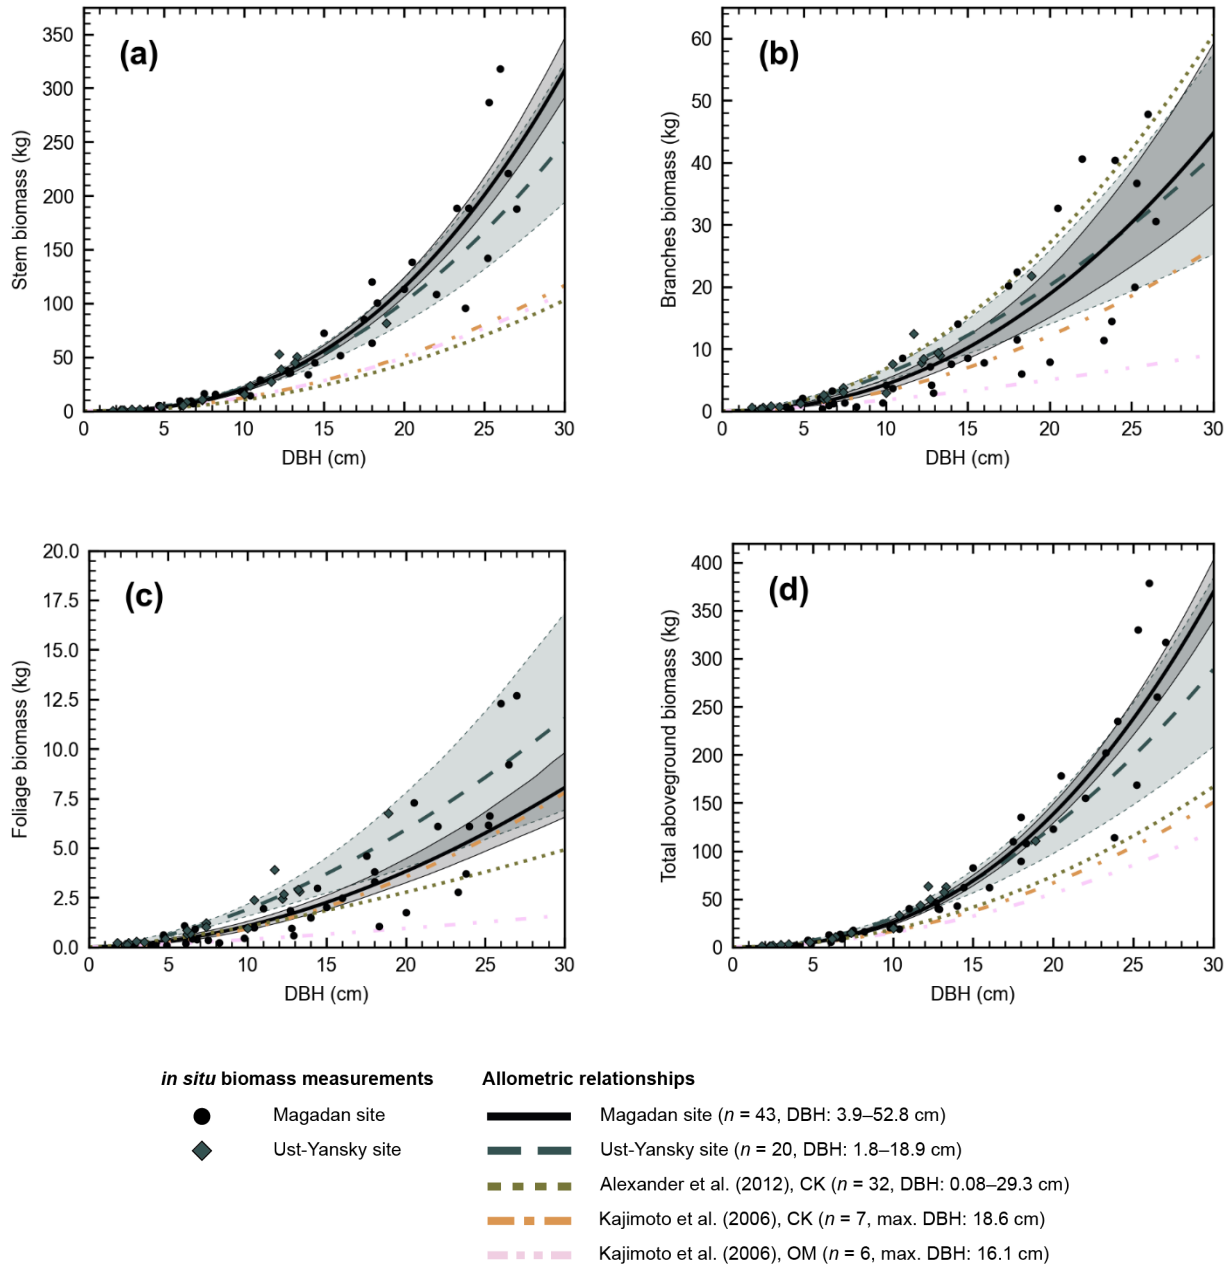 (a)
Stem biomass (kg)
350
300
250
200
150
100
50
0
0 5 10 15 20 25 30
DBH (cm)
(b)
Branches biomass (kg)
60
50
40
30
20
10
0
0 5 10 15 20 25 30
DBH (cm)
(c)
Foliage biomass (kg)
20.0
17.5
15.0
12.5
10.0
7.5
5.0
2.5
0.0
0 5 10 15 20 25 30
DBH (cm)
(d)
Total aboveground biomass (kg)
400
350
300
250
200
150
100
50
0
0 5 10 15 20 25 30
DBH (cm)
in situ biomass measurements
Magadan site
Ust-Yansky site
Allometric relationships
Magadan site (n = 43, DBH: 3.9–52.8 cm)
Ust-Yansky site (n = 20, DBH: 1.8–18.9 cm)
Alexander et al. (2012), CK (n = 32, DBH: 0.08–29.3 cm)
Kajimoto et al. (2006), CK (n = 7, max. DBH: 18.6 cm)
Kajimoto et al. (2006), OM (n = 6, max. DBH: 16.1 cm)